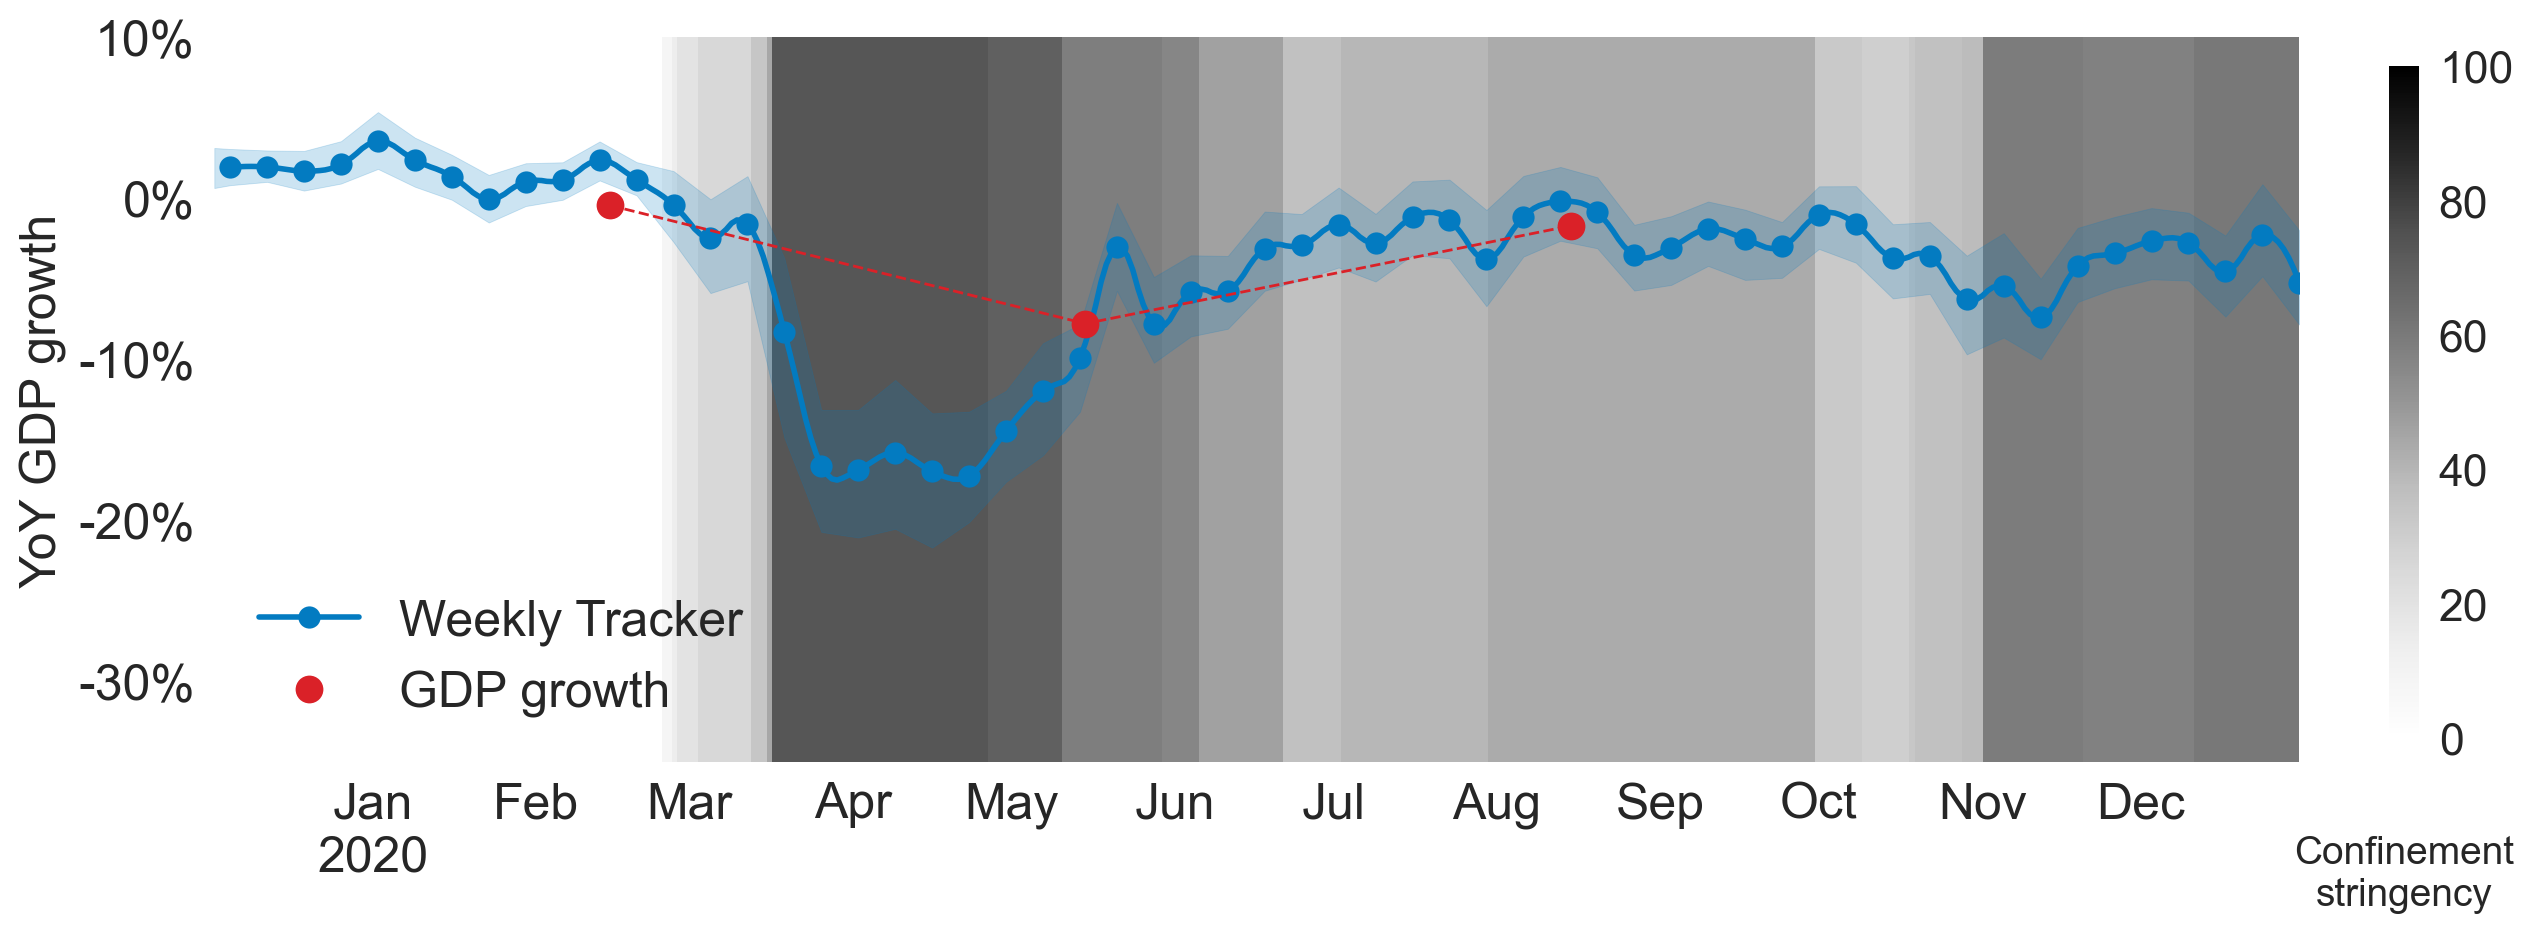 10%
0%
-10%
-20%
-30%
YoY GDP growth
Weekly Tracker
GDP growth
Jan
2020
Feb
Mar
Apr
May
Jun
Jul
Aug
Sep
Oct
Nov
Dec
100
80
60
40
20
0
Confinement
stringency